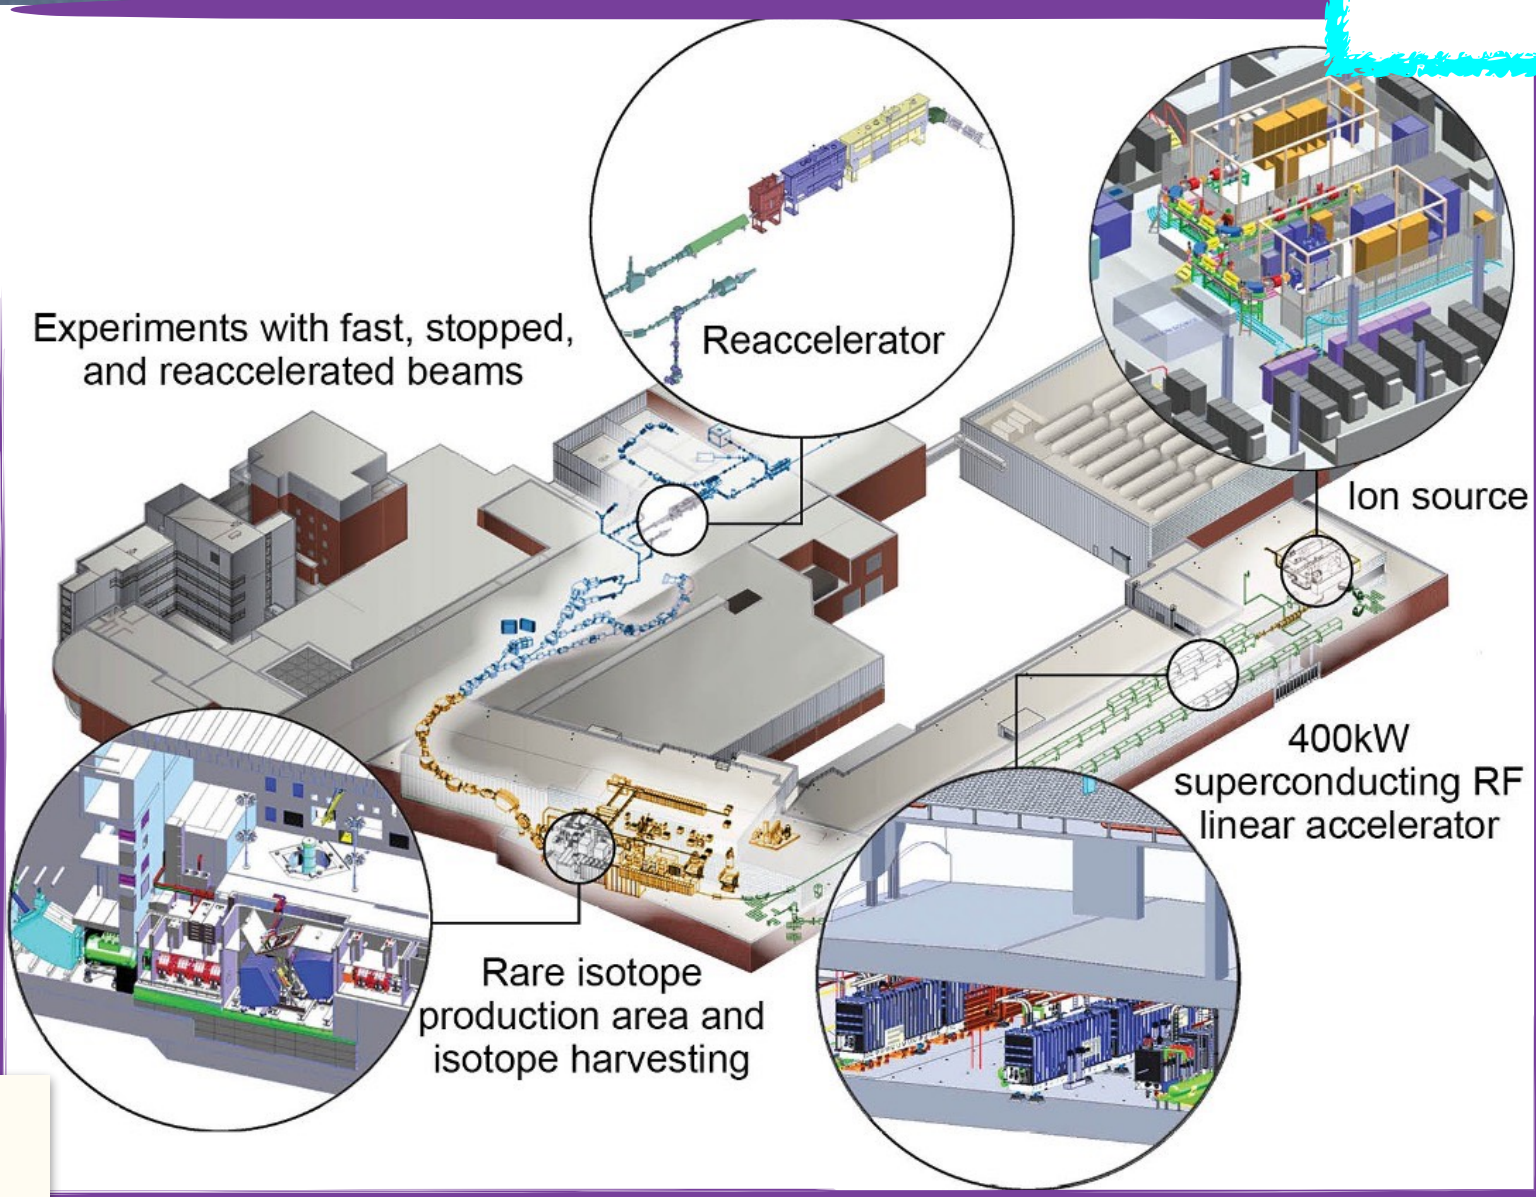 Experiments with fast, stopped,
and reaccelerated beams
Reaccelerator
Ion source
400kW
superconducting RF
linear accelerator
Rare isotope
production area and
isotope harvesting